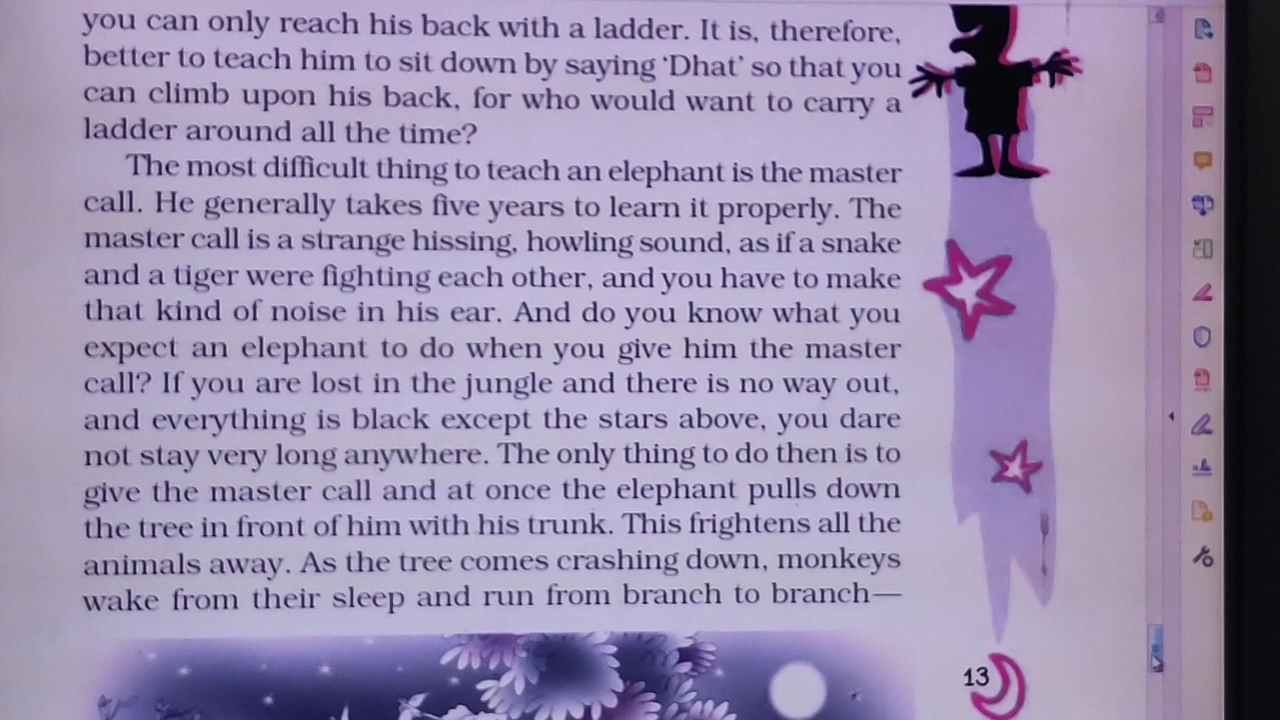 you can only reach his back with a ladder. It is, therefore,
better to teach him to sit down by saying ‘Dhat’ so that you
can climb upon his back, for who would want to carry a
ladder around all the time?
The most difficult thing to teach an elephant is the master
call. He generally takes five years to learn it properly. The
master call is a strange hissing, howling sound, as if a snake
and a tiger were fighting each other, and you have to make
that kind of noise in his ear. And do you know what you
expect an elephant to do when you give him the master
call? If you are lost in the jungle and there is no way out,
and everything is black except the stars above, you dare
not stay very long anywhere. The only thing to do then is to
give the master call and at once the elephant pulls down
the tree in front of him with his trunk. This frightens all the
animals away. As the tree comes crashing down, monkeys
wake from their sleep and run from branch to branch—
13